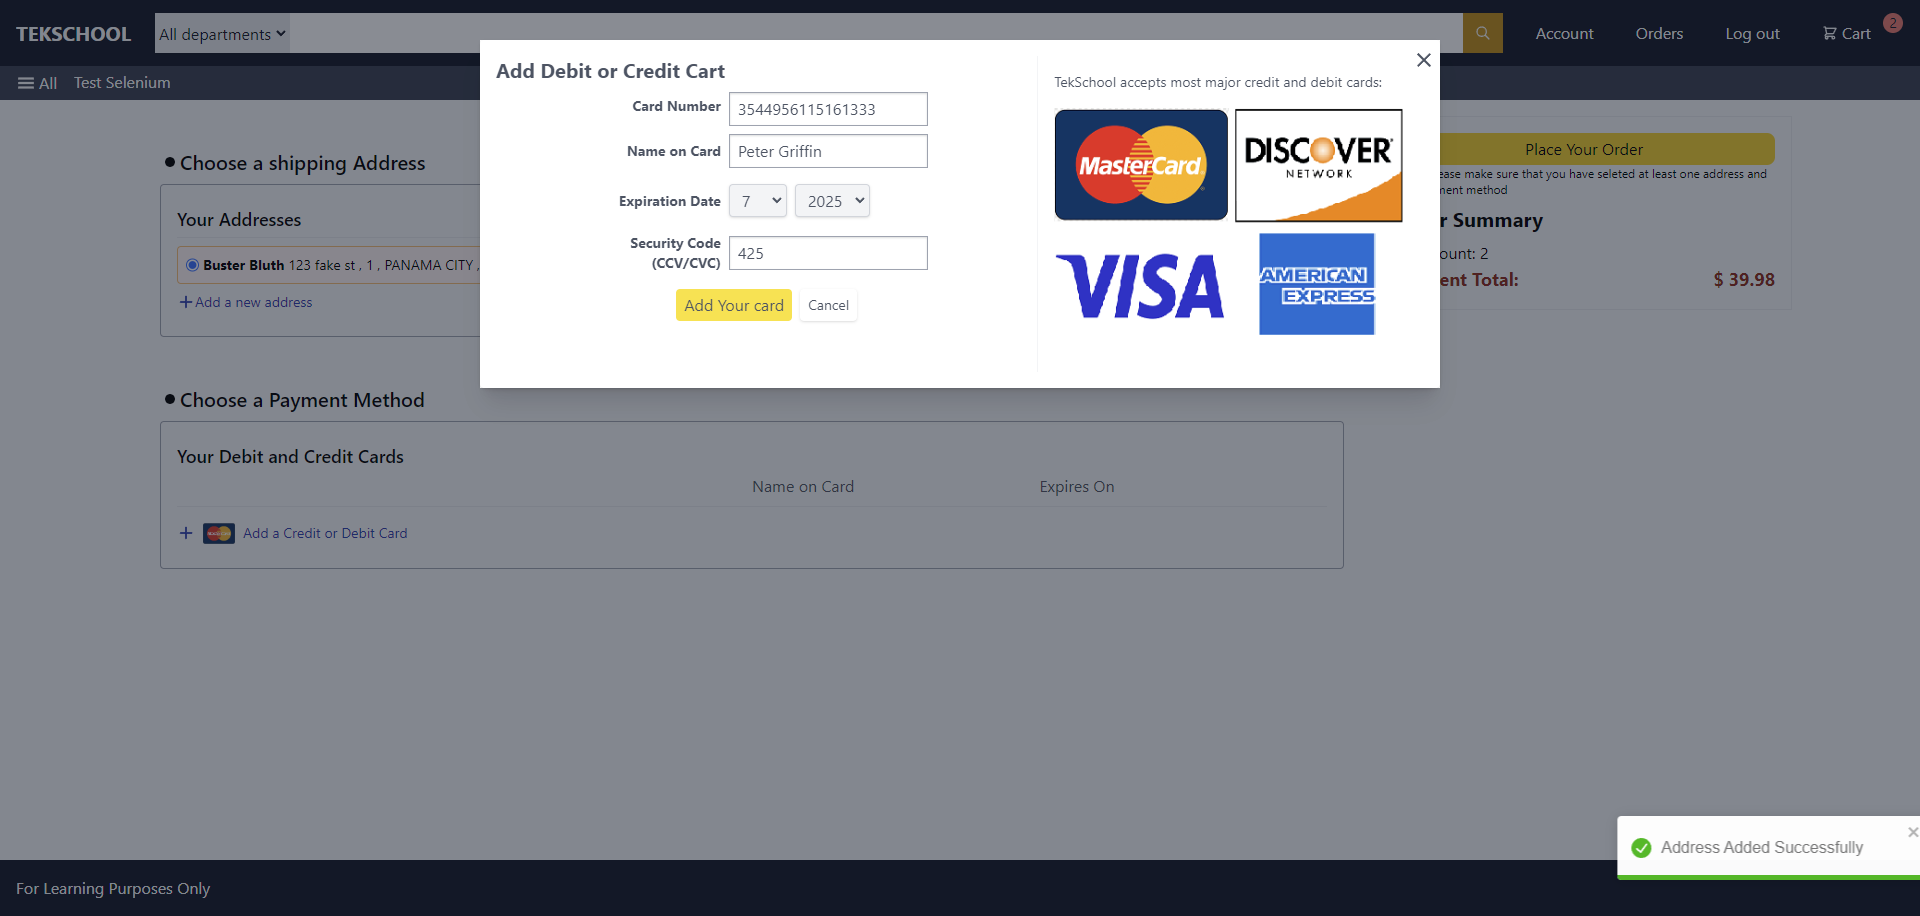 TEKSCHOOL
All departments
Account
Orders
Log out
Cart
2
All
Test Selenium
Add Debit or Credit Cart
Card Number
3544956115161333
Name on Card
Peter Griffin
Expiration Date
7
2025
Security Code
(CCV/CVC)
425
Add Your card
Cancel
TekSchool accepts most major credit and debit cards:
MasterCard
DISCOVER
NETWORK
VISA
AMERICAN
EXPRESS
Choose a shipping Address
Your Addresses
Buster Bluth 123 fake st , 1 , PANAMA CITY ,
Add a new address
Place Your Order
ease make sure that you have seleted at least one address and
ment method
r Summary
ount: 2
ent Total:
$ 39.98
Choose a Payment Method
Your Debit and Credit Cards
Name on Card
Expires On
Add a Credit or Debit Card
Address Added Successfully
For Learning Purposes Only